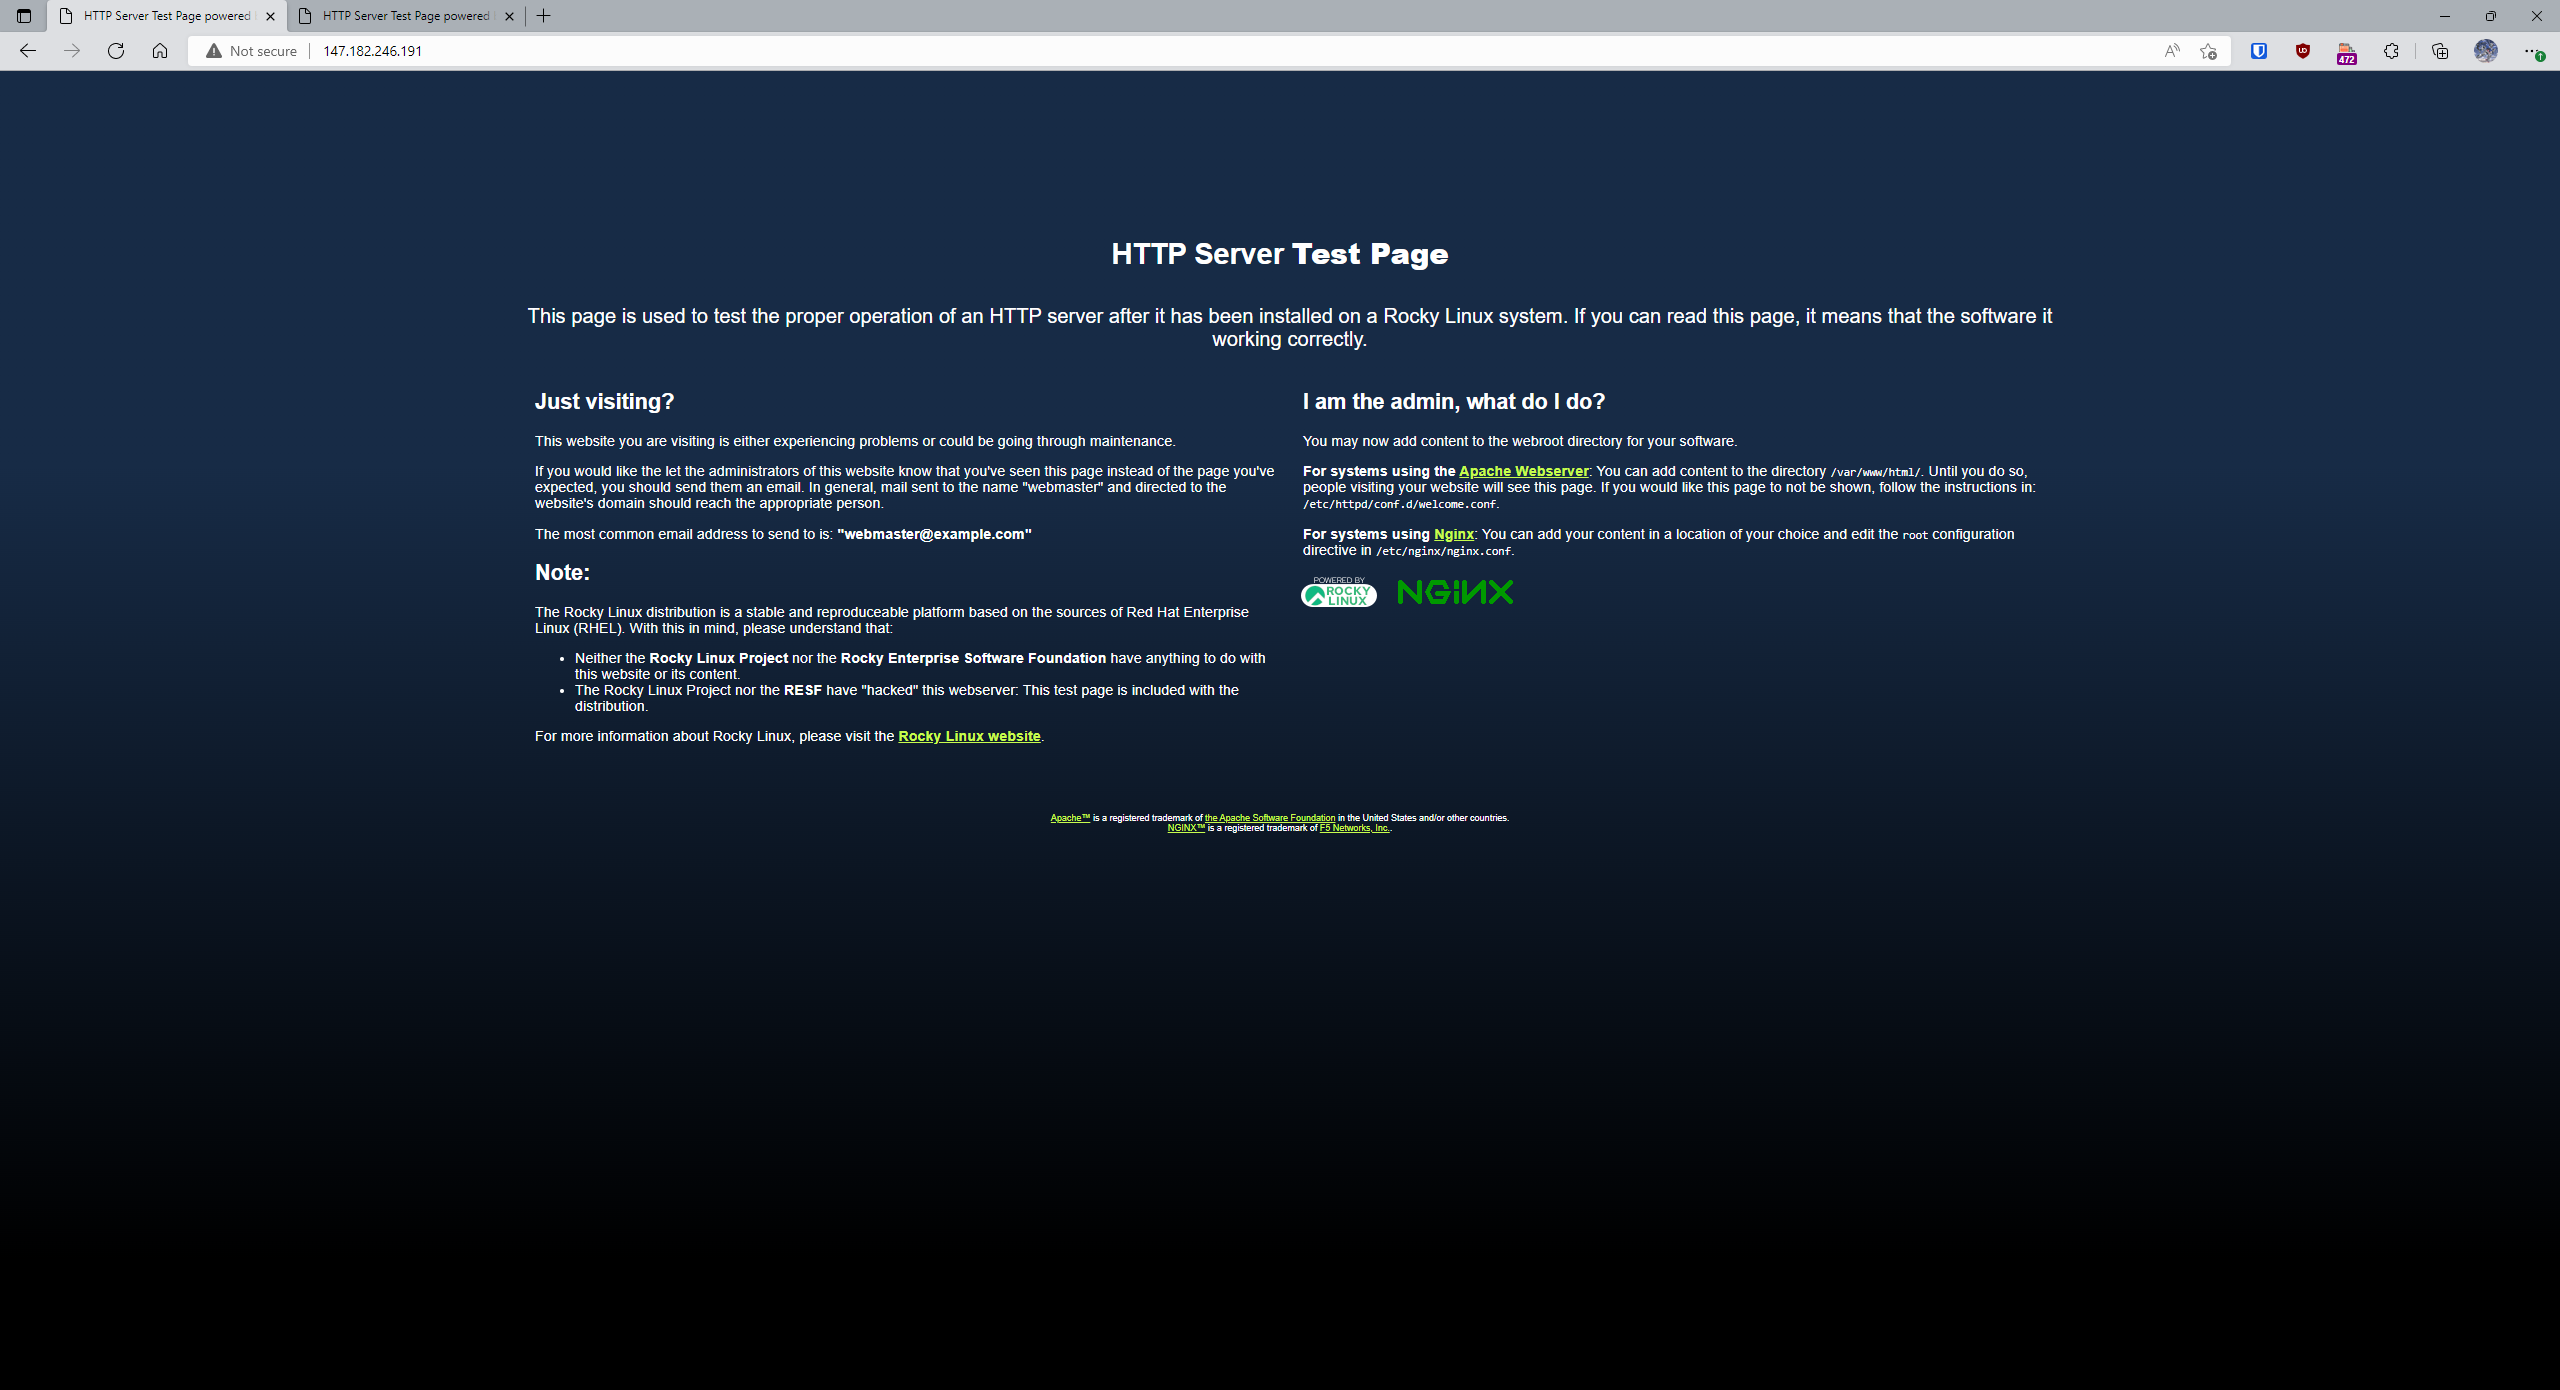 HTTP Server Test Page powered
HTTP Server Test Page powered
Not secure
147.182.246.191
472
HTTP Server Test Page
This page is used to test the proper operation of an HTTP server after it has been installed on a Rocky Linux system. If you can read this page, it means that the software it
working correctly.
Just visiting?
This website you are visiting is either experiencing problems or could be going through maintenance.
If you would like the let the administrators of this website know that you've seen this page instead of the page you've
expected, you should send them an email. In general, mail sent to the name "webmaster" and directed to the
website's domain should reach the appropriate person.
The most common email address to send to is: "webmaster@example.com"
Note:
The Rocky Linux distribution is a stable and reproduceable platform based on the sources of Red Hat Enterprise
Linux (RHEL). With this in mind, please understand that:
• Neither the Rocky Linux Project nor the Rocky Enterprise Software Foundation have anything to do with
this website or its content.
• The Rocky Linux Project nor the RESF have "hacked" this webserver: This test page is included with the
distribution.
For more information about Rocky Linux, please visit the Rocky Linux website.
I am the admin, what do I do?
You may now add content to the webroot directory for your software.
For systems using the Apache Webserver: You can add content to the directory /var/www/html/. Until you do so,
people visiting your website will see this page. If you would like this page to not be shown, follow the instructions in:
/etc/httpd/conf.d/welcome.conf.
For systems using Nginx: You can add your content in a location of your choice and edit the root configuration
directive in /etc/nginx/nginx.conf.
POWERED BY
ROCKY
LINUX
NGINX
Apache™ is a registered trademark of the Apache Software Foundation in the United States and/or other countries.
NGINX™ is a registered trademark of F5 Networks, Inc..